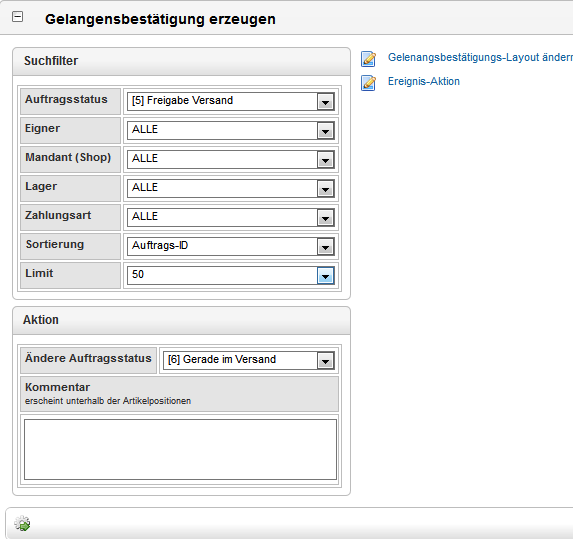 Gelangensbestätigung erzeugen
Suchfilter
Gelenangsbestätigungs-Layout ändern
Ereignis-Aktion
Auftragsstatus [5] Freigabe Versand
Eigner ALLE
Mandant (Shop) ALLE
Lager ALLE
Zahlungsart ALLE
Sortierung Auftrags-ID
Limit 50
Aktion
Ändere Auftragsstatus [6] Gerade im Versand
Kommentar
erscheint unterhalb der Artikelpositionen